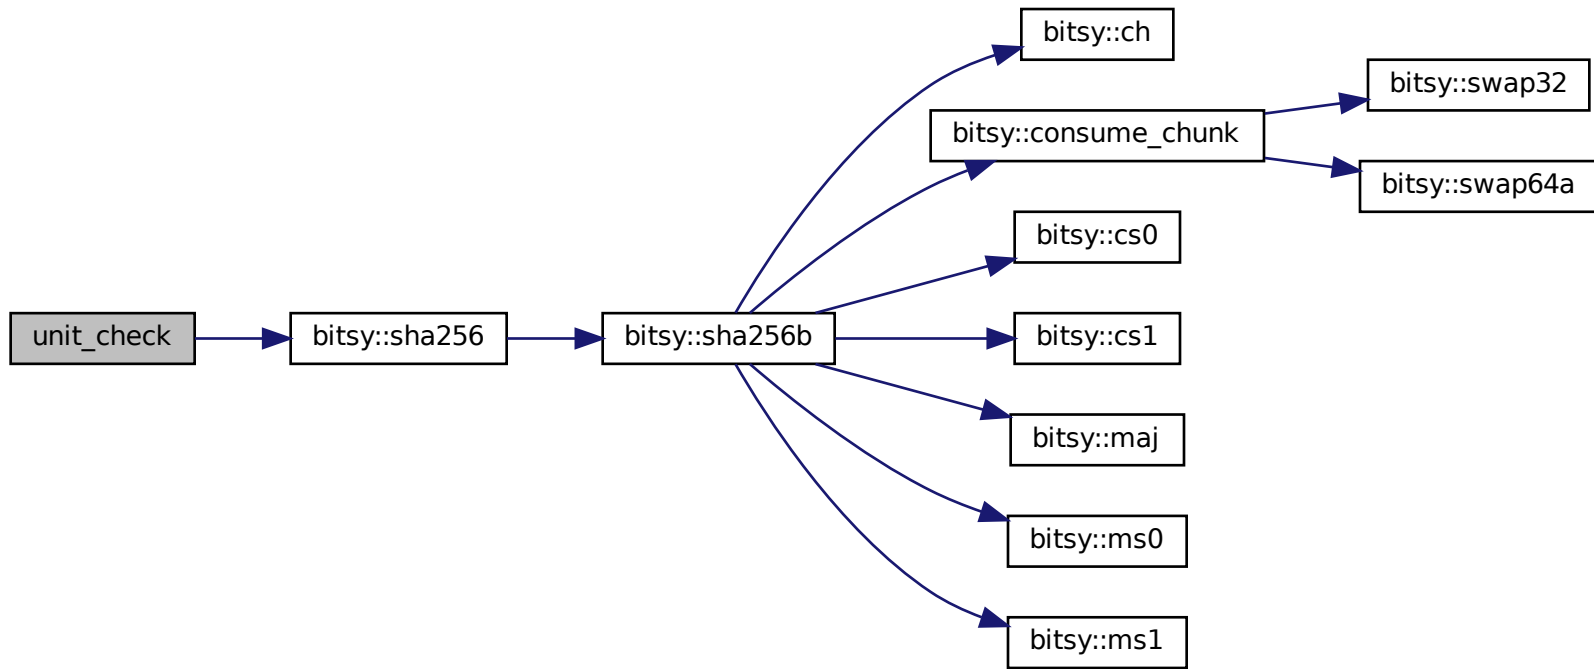 unit_check
bitsy::sha256
bitsy::sha256b
bitsy::ch
bitsy::consume_chunk
bitsy::swap32
bitsy::swap64a
bitsy::cs0
bitsy::cs1
bitsy::maj
bitsy::ms0
bitsy::ms1